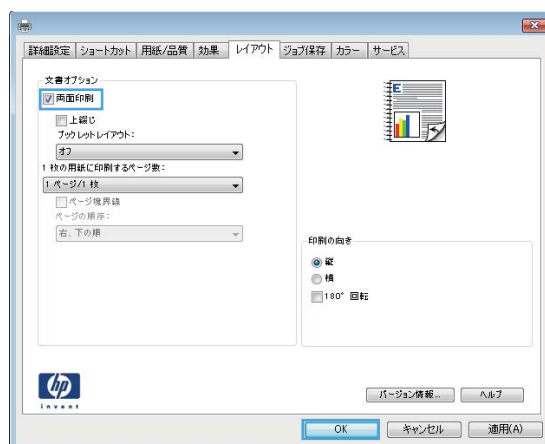 詳細設定 ショートカット 用紙/品質 効果 レイアウト ジョブ保存 カラー サービス
文書オプション
両面印刷
上綴じ
ブックレットレイアウト:
オフ
1 枚の用紙に印刷するページ数:
1 ページ/1 枚
ページ境界線
ページの順序:
右、下の順
E
印刷の向き
縦
横
180° 回転
hp
invent
バージョン情報... ヘルプ
OK キャンセル 適用(A)